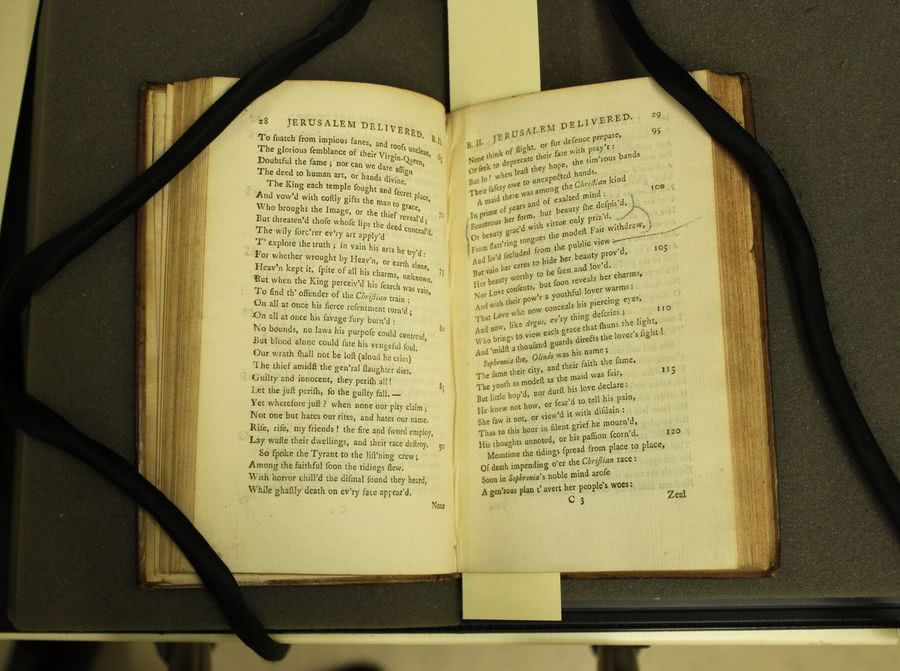 28 JERUSALEM DELIVERED. B. II.
To ſnatch from impious fanes, and roofs unclean, 65
The glorious ſemblance of their Virgin-Queen,
Doubtful the ſame; nor can we dare aſſign
The deed to human art, or hands divine.
The King each temple ſought and ſecret place,
And vow'd with coſtly gifts the man to grace, 70
Who brought the Image, or the thief reveal'd;
But threaten'd thoſe whoſe lips the deed conceal'd.
The wily ſorc'rer ev'ry art apply'd
T' explore the truth; in vain his arts he try'd:
For whether wrought by Heav'n, or earth alone, 75
Heav'n kept it, ſpite of all his charms, unknown.
But when the King perceiv'd his ſearch was vain,
To find th' offender of the Chriſtian train:
On all at once his fierce reſentment turn'd;
On all at once his ſavage fury burn'd: 80
No bounds, no laws his purpoſe could controul,
But blood alone could ſate his vengeful ſoul.
Our wrath ſhall not be loſt (aloud he cries)
The thief amidſt the gen'ral ſlaughter dies.
Guilty and innocent, they periſh all! 85
Let the juſt periſh, ſo the guilty fall.—
Yet wherefore juſt? when none our pity claim;
Not one but hates our rites, and hates our name.
Riſe, riſe, my friends! the fire and ſword employ,
Lay waſte their dwellings, and their race deſtroy. 90
So ſpoke the Tyrant to the liſt'ning crew;
Among the faithful ſoon the tidings flew.
With horror chill'd the diſmal ſound they heard,
While ghaſtly death on ev'ry face appear'd.
None
B. II. JERUSALEM DELIVERED. 29
None think of flight, or for defence prepare, 95
Or ſeek to deprecate their fate with pray'r:
But lo! when leaſt they hope, the tim'rous bands
Their ſafety owe to unexpected hands.
A maid there was among the Chriſtian kind
In prime of years and of exalted mind: 100
Beauteous her form, but beauty ſhe deſpis'd,
Or beauty grac'd with virtue only priz'd.
From flatt'ring tongues the modeſt Fair withdrew,
And liv'd ſecluded from the public view:
But vain her cares to hide her beauty prov'd, 105
Her beauty worthy to be ſeen and lov'd.
Nor Love conſents, but ſoon reveals her charms,
And with their pow'r a youthful lover warms:
That Love who now conceals his piercing eyes,
And now, like Argus, ev'ry thing deſcries; 110
Who brings to view each grace that ſhuns the light,
And 'midſt a thouſand guards directs the lover's ſight!
Sophronia ſhe, Olindo was his name;
The ſame their city, and their faith the ſame.
The youth as modeſt as the maid was fair, 115
But little hop'd, nor durſt his love declare:
He knew not how, or fear'd to tell his pain,
She ſaw it not, or view'd it with diſdain:
Thus to this hour in ſilent grief he mourn'd,
His thoughts unnoted, or his paſſion ſcorn'd. 120
Meantime the tidings ſpread from place to place,
Of death impending o'er the Chriſtian race:
Soon in Sophronia's noble mind aroſe
A gen'rous plan t' avert her people's woes:
C 3 Zeal